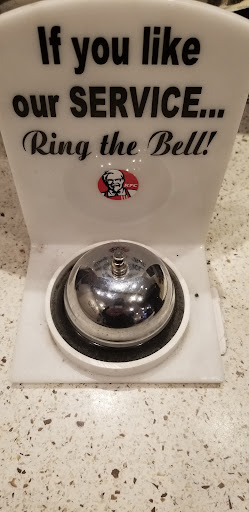 If you like
our SERVICE...
Ring the Bell!
KFC